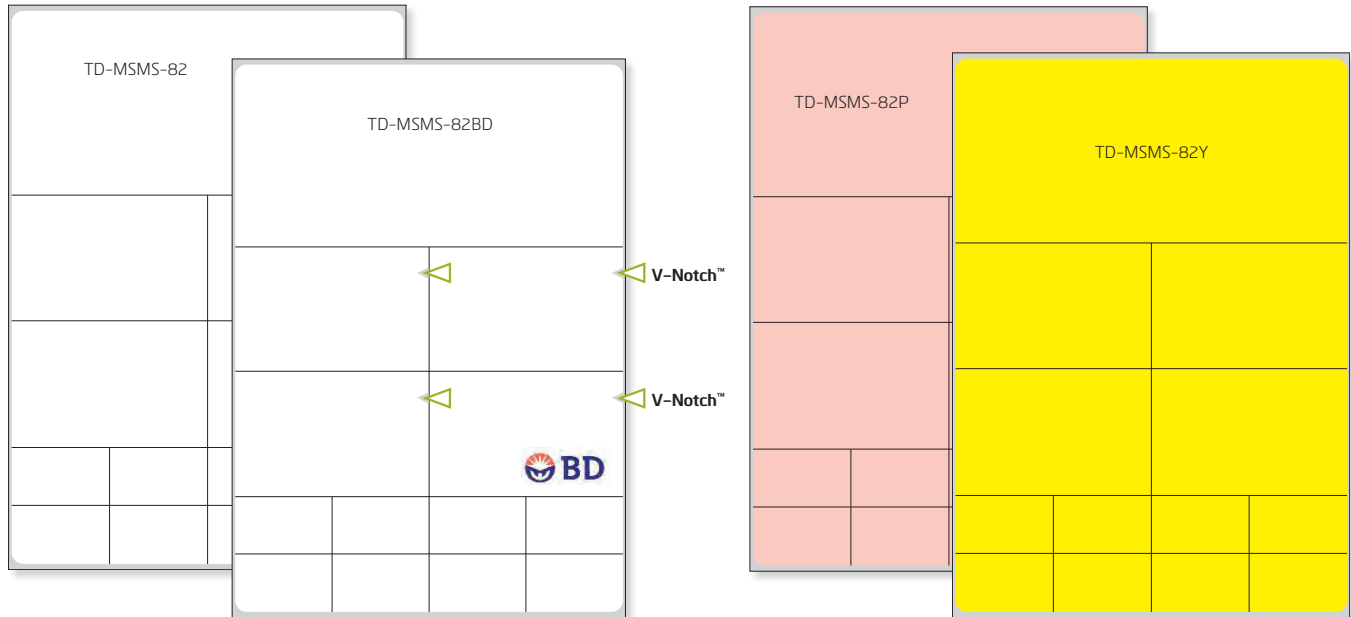 TD-MSMS-82
TD-MSMS-82BD
V-Notch™
V-Notch™
BD
TD-MSMS-82P
TD-MSMS-82Y